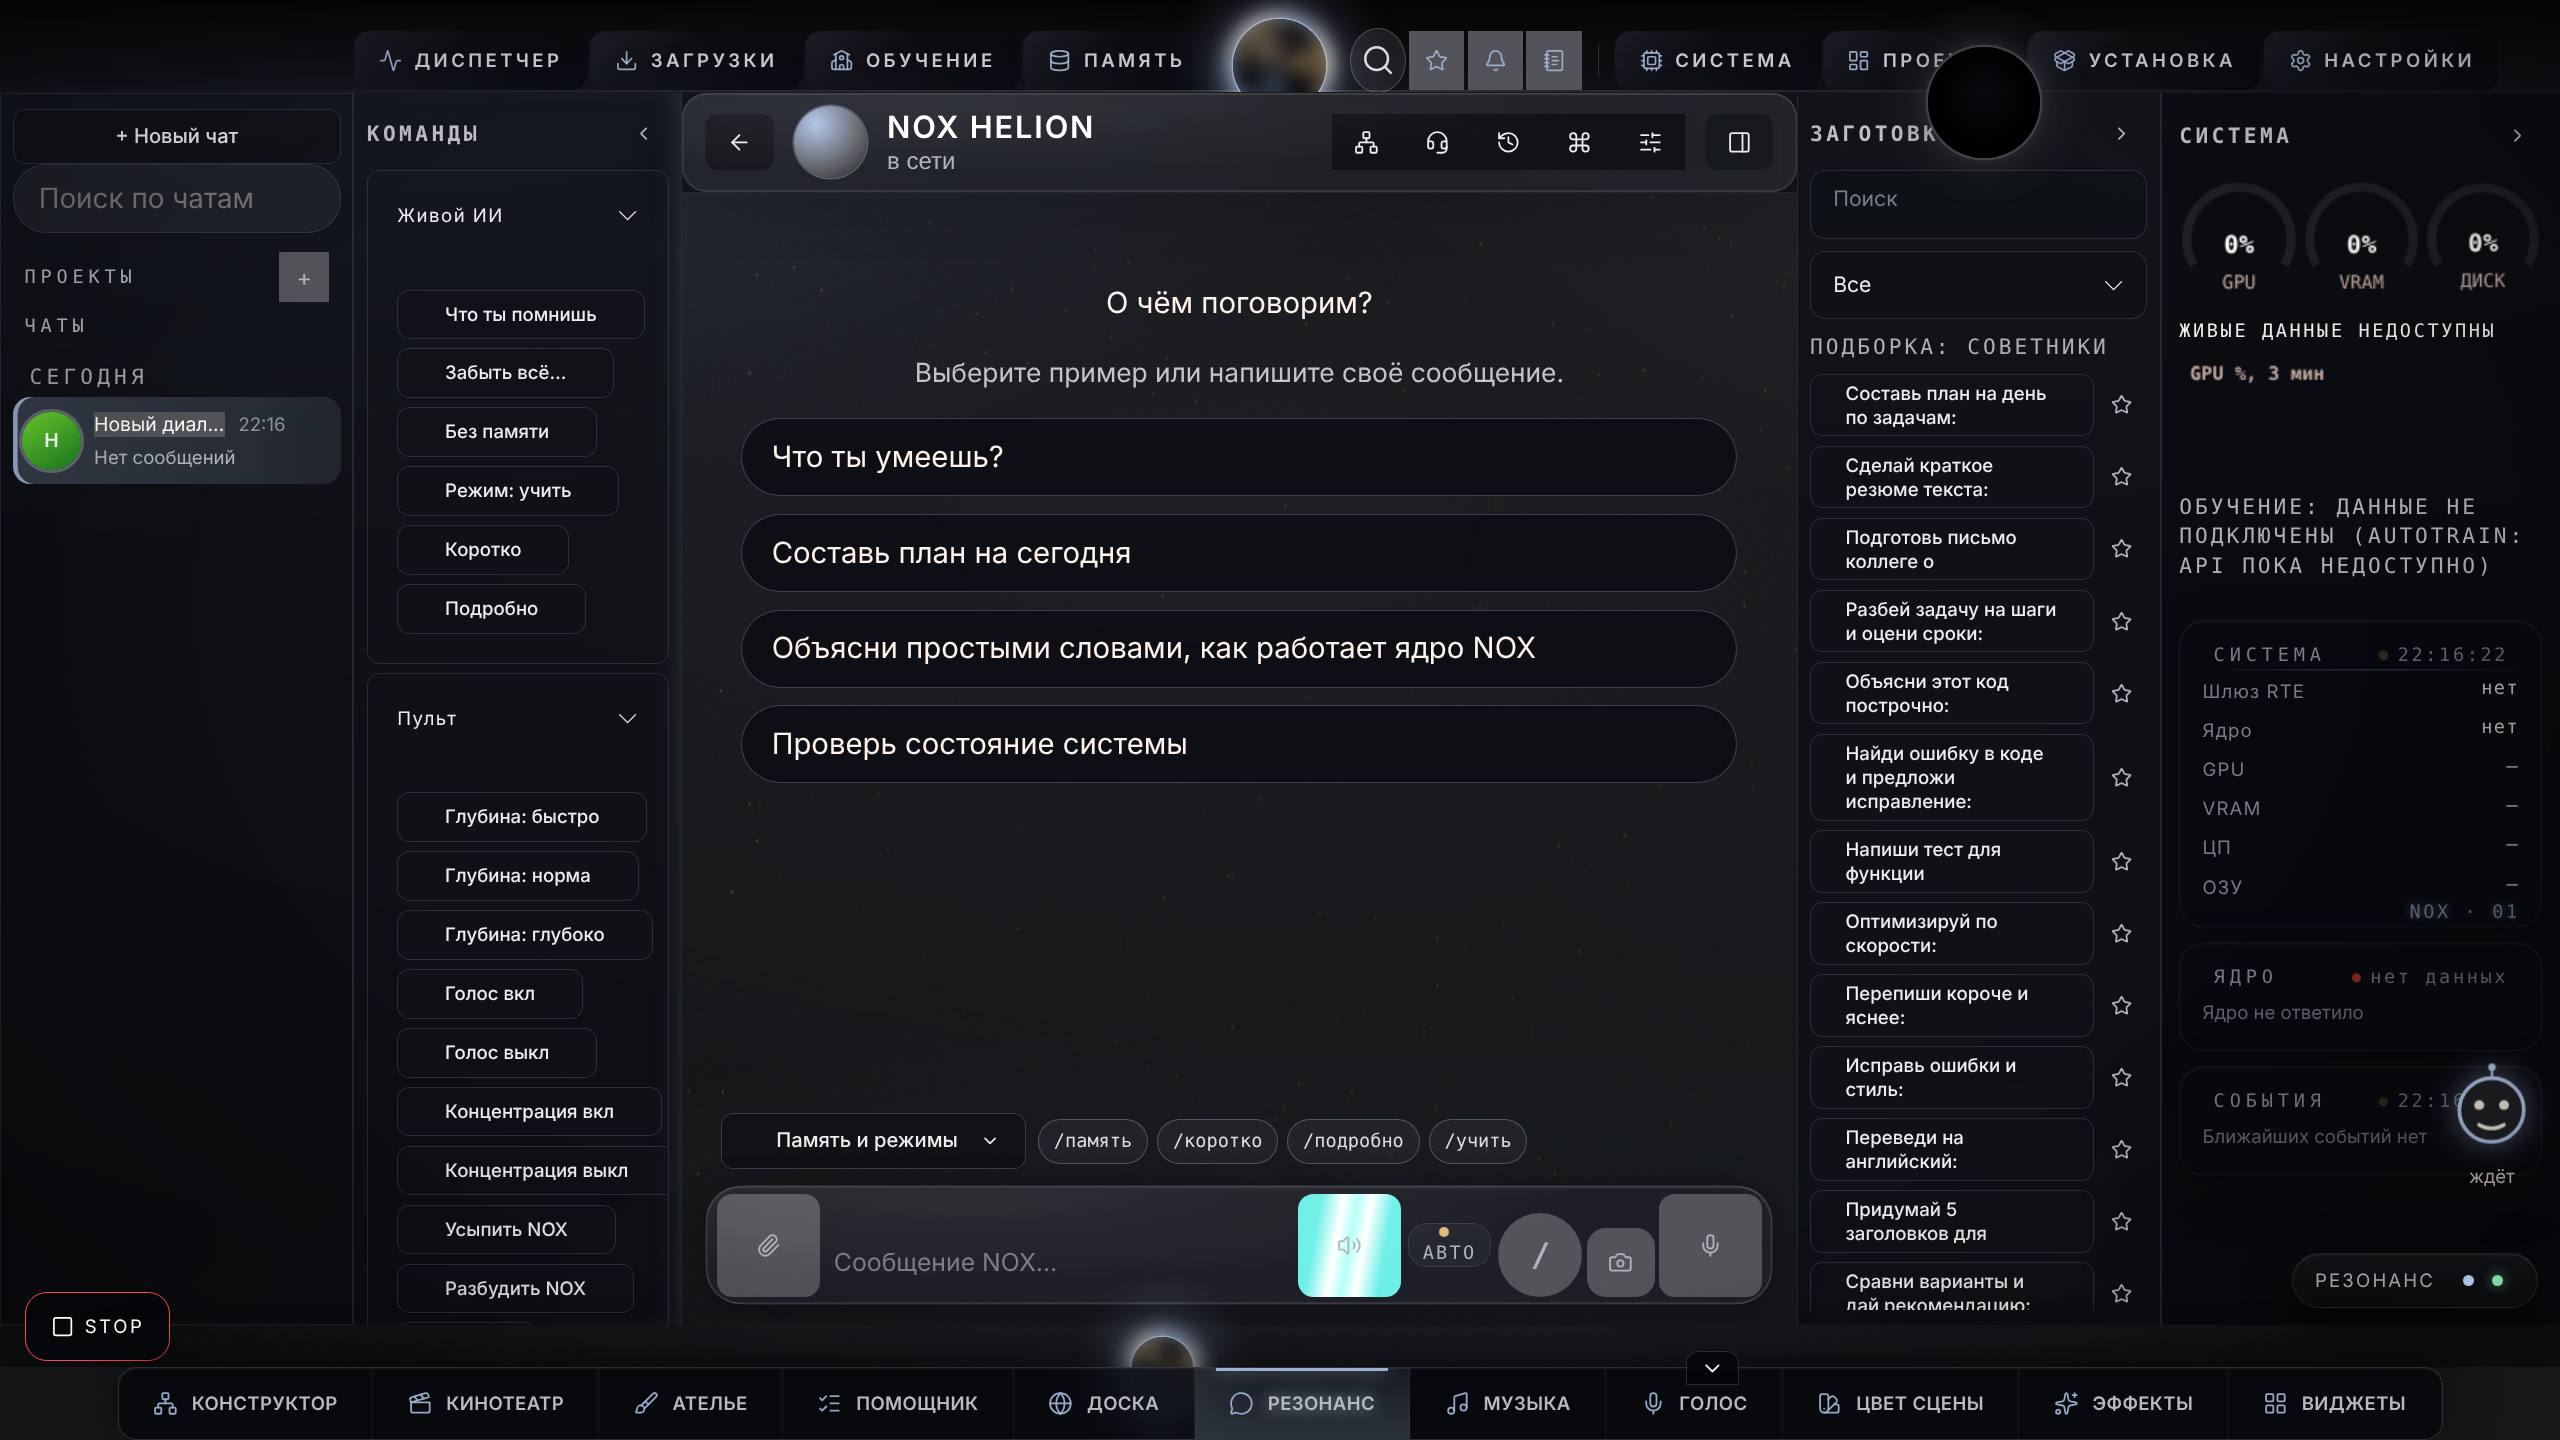 ДИСПЕТЧЕР
ЗАГРУЗКИ
ОБУЧЕНИЕ
ПАМЯТЬ
СИСТЕМА
УСТАНОВКА
НАСТРОЙКИ
+ Новый чат
Поиск по чатам
ПРОЕКТЫ
+
ЧАТЫ
СЕГОДНЯ
Н
Новый диал... 22:16
Нет сообщений
STOP
КОМАНДЫ
Живой ИИ
Что ты помнишь
Забыть всё...
Без памяти
Режим: учить
Коротко
Подробно
Пульт
Глубина: быстро
Глубина: норма
Глубина: глубоко
Голос вкл
Голос выкл
Концентрация вкл
Концентрация выкл
Усыпить NOX
Разбудить NOX
NOX HELION
в сети
О чём поговорим?
Выберите пример или напишите своё сообщение.
Что ты умеешь?
Составь план на сегодня
Объясни простыми словами, как работает ядро NOX
Проверь состояние системы
Память и режимы
/память
/коротко
/подробно
/учить
Сообщение NOX...
АВТО
/
Поиск
Все
ПОДБОРКА: СОВЕТНИКИ
Составь план на день
по задачам:
Сделай краткое
резюме текста:
Подготовь письмо
коллеге о
Разбей задачу на шаги
и оцени сроки:
Объясни этот код
построчно:
Найди ошибку в коде
и предложи
исправление:
Напиши тест для
функции
Оптимизируй по
скорости:
Перепиши короче и
яснее:
Исправь ошибки и
стиль:
Переведи на
английский:
Придумай 5
заголовков для
Сравни варианты и
дай рекомендацию:
СИСТЕМА
0%
GPU
0%
VRAM
0%
ДИСК
ЖИВЫЕ ДАННЫЕ НЕДОСТУПНЫ
GPU %, 3 мин
ОБУЧЕНИЕ: ДАННЫЕ НЕ
ПОДКЛЮЧЕНЫ (AUTOTRAIN:
API ПОКА НЕДОСТУПНО)
СИСТЕМА 22:16:22
Шлюз RTE нет
Ядро нет
GPU —
VRAM —
ЦП —
ОЗУ —
NOX · 01
ЯДРО нет данных
Ядро не ответило
СОБЫТИЯ
Ближайших событий нет
ждёт
РЕЗОНАНС
КОНСТРУКТОР
КИНОТЕАТР
АТЕЛЬЕ
ПОМОЩНИК
ДОСКА
РЕЗОНАНС
МУЗЫКА
ГОЛОС
ЦВЕТ СЦЕНЫ
ЭФФЕКТЫ
ВИДЖЕТЫ